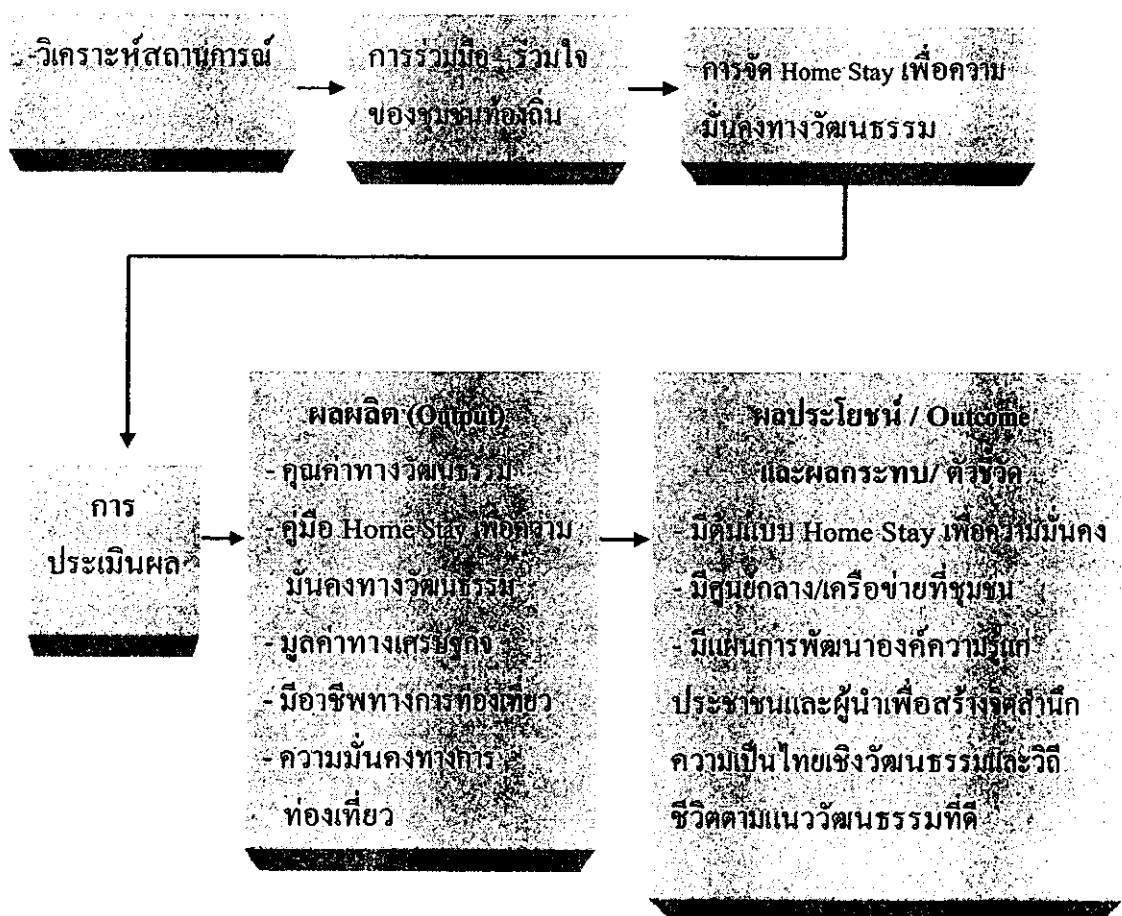 -วิเคราะห์สถานการณ์
การร่วมมือ - ร่วมใจ
ของชุมชนท้องถิ่น
การจัด Home Stay เพื่อความ
มั่นคงทางวัฒนธรรม
การ
ประเมินผล
ผลผลิต (Output)
- คุณค่าทางวัฒนธรรม
- คู่มือ Home Stay เพื่อความ
มั่นคงทางวัฒนธรรม
- มูลค่าทางเศรษฐกิจ
- มีอาชีพทางการท่องเที่ยว
- ความมั่นคงทางการ
ท่องเที่ยว
ผลประโยชน์ / Outcome
และผลกระทบ/ ตัวชี้วัด
- มีต้นแบบ Home Stay เพื่อความมั่นคง
- มีศูนย์กลาง/เครือข่ายที่ชุมชน
- มีแผนการพัฒนาองค์ความรู้แก่
ประชาชนและผู้นำเพื่อสร้างจิตสำนึก
ความเป็นไทยเชิงวัฒนธรรมและวิถี
ชีวิตตามแนววัฒนธรรมที่ดี